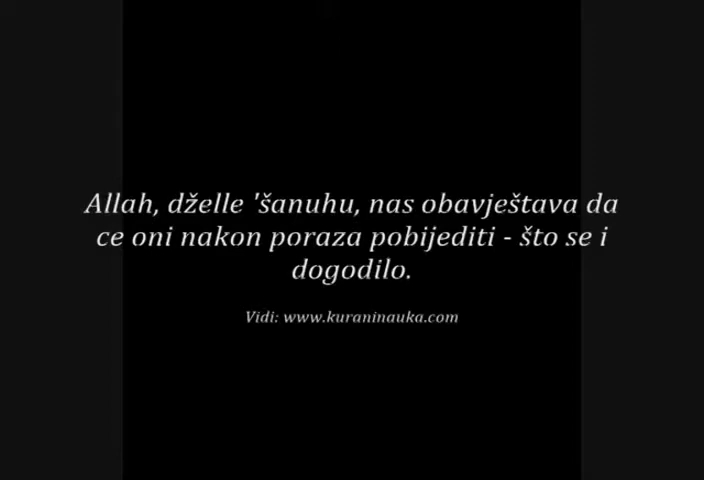 Allah, dželle 'šanuhu, nas obavještava da
ce oni nakon poraza pobijediti - što se i
dogodilo.
Vidi: www.kuraninauka.com